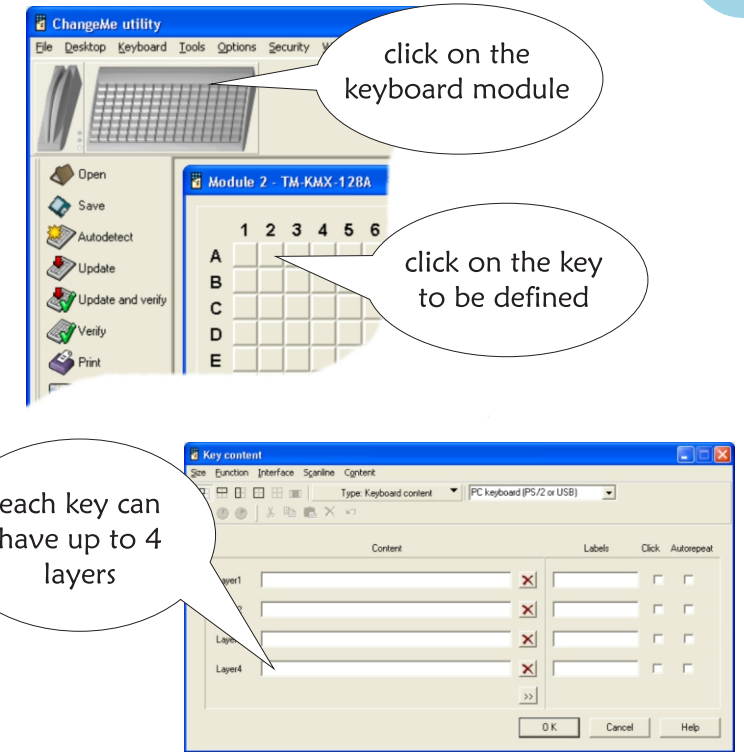 ChangeMe utility
File Desktop Keyboard Tools Options Security
click on the
keyboard module
Open
Save
Autodetect
Update
Update and verify
Verify
Print
Module 2 - TM-KMX-128A
1 2 3 4 5 6
A
B
C
D
E
click on the key
to be defined
each key can
have up to 4
layers
Key content
Size Function Interface Scanline Content
Type: Keyboard content PC keyboard (PS/2 or USB)
Content Labels Click Autorepeat
Layer4
>>
OK Cancel Help